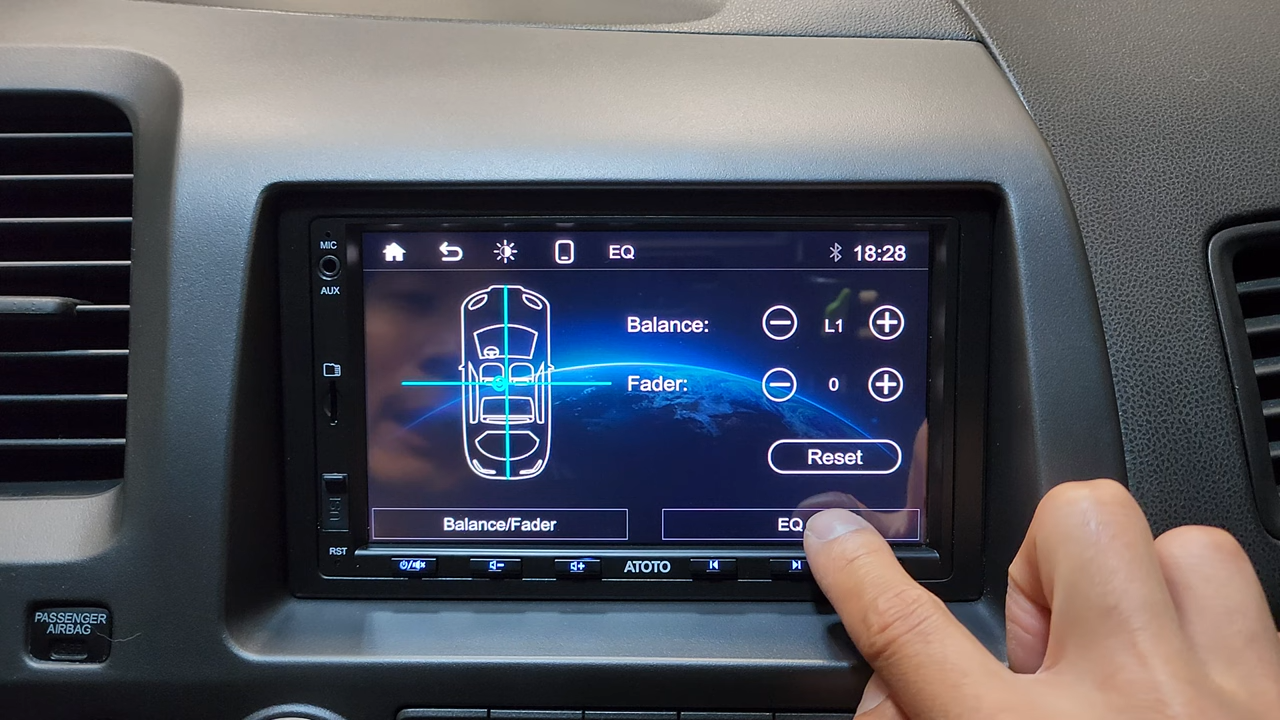 MIC
AUX
EQ
18:28
Balance:
L1
Fader:
0
Reset
Balance/Fader
EQ
RST
ATOTO
PASSENGER
AIRBAG